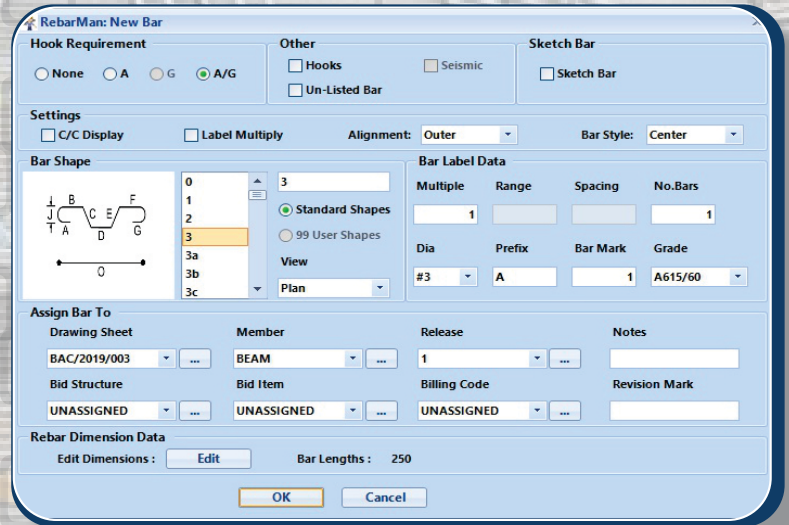 RebarMan: New Bar
Hook Requirement Other Sketch Bar
None A G A/G Hooks Seismic Sketch Bar
Un-Listed Bar
Settings
C/C Display Label Multiply Alignment: Outer Bar Style: Center
Bar Shape Bar Label Data
B F
J C E
A D G
O
0
1
2
3
3a
3b
3c
3
Standard Shapes
99 User Shapes
View
Plan
Multiple Range Spacing No.Bars
1 1
Dia Prefix Bar Mark Grade
#3 A 1 A615/60
Assign Bar To
Drawing Sheet Member Release Notes
BAC/2019/003 ... BEAM ... 1 ...
Bid Structure Bid Item Billing Code Revision Mark
UNASSIGNED ... UNASSIGNED ... UNASSIGNED ...
Rebar Dimension Data
Edit Dimensions : Edit Bar Lengths : 250
OK Cancel